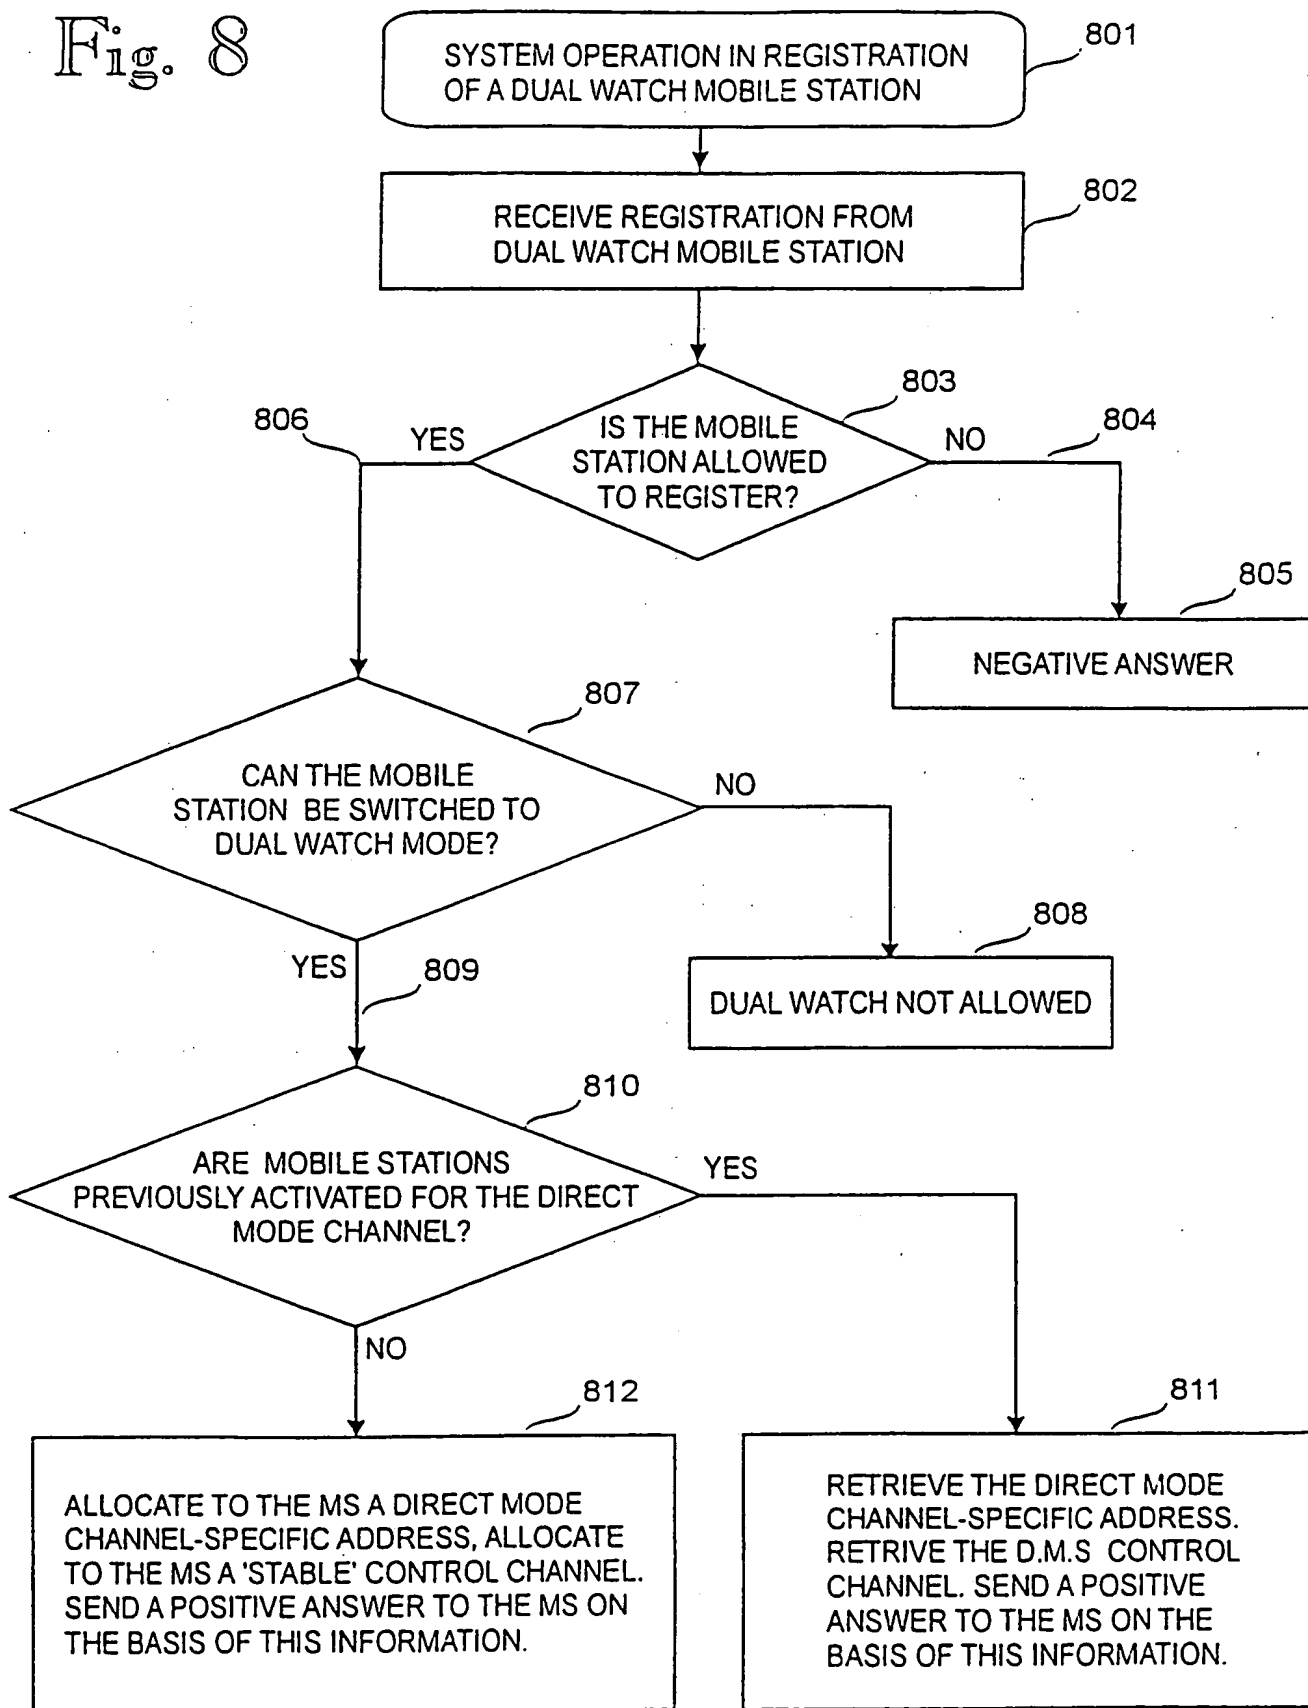 Fig. 8
801
SYSTEM OPERATION IN REGISTRATION
OF A DUAL WATCH MOBILE STATION
802
RECEIVE REGISTRATION FROM
DUAL WATCH MOBILE STATION
803
IS THE MOBILE
STATION ALLOWED
TO REGISTER?
806
YES
NO
804
805
NEGATIVE ANSWER
807
CAN THE MOBILE
STATION BE SWITCHED TO
DUAL WATCH MODE?
NO
808
DUAL WATCH NOT ALLOWED
YES
809
810
ARE MOBILE STATIONS
PREVIOUSLY ACTIVATED FOR THE DIRECT
MODE CHANNEL?
YES
NO
812
ALLOCATE TO THE MS A DIRECT MODE
CHANNEL-SPECIFIC ADDRESS, ALLOCATE
TO THE MS A 'STABLE' CONTROL CHANNEL.
SEND A POSITIVE ANSWER TO THE MS ON
THE BASIS OF THIS INFORMATION.
811
RETRIEVE THE DIRECT MODE
CHANNEL-SPECIFIC ADDRESS.
RETRIVE THE D.M.S CONTROL
CHANNEL. SEND A POSITIVE
ANSWER TO THE MS ON THE
BASIS OF THIS INFORMATION.